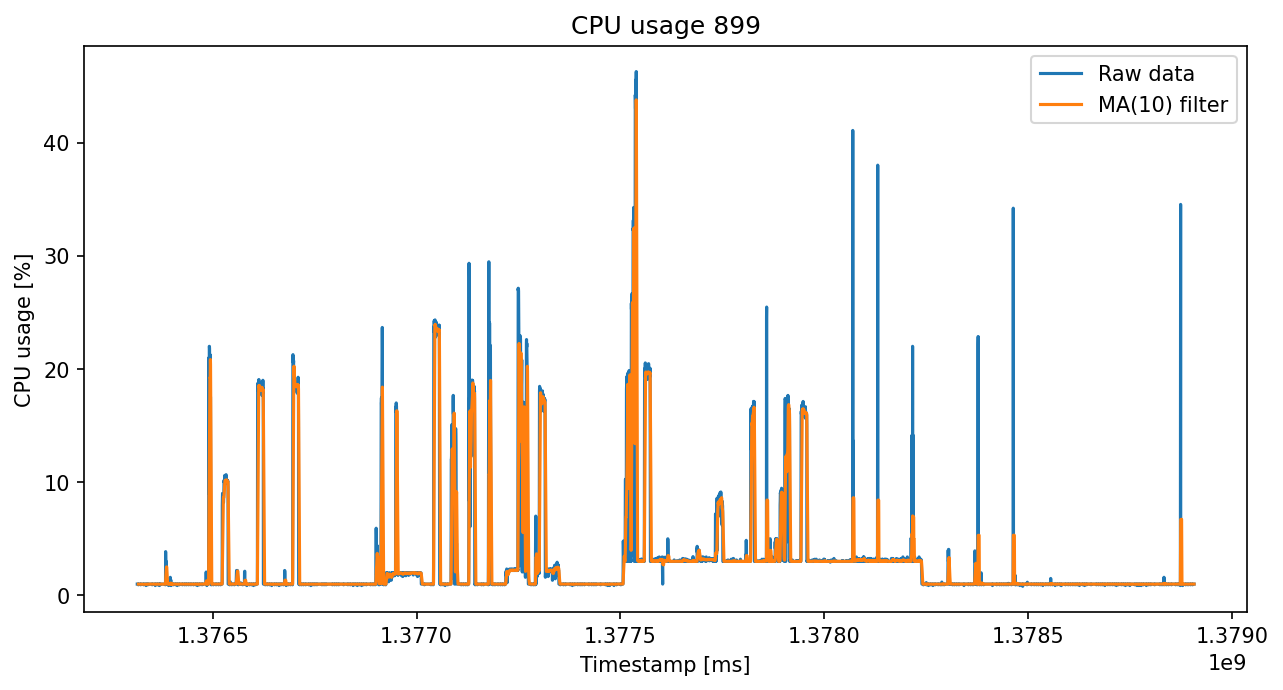 CPU usage 899
Raw data
MA(10) filter
CPU usage [%]
40
30
20
10
0
1.3765 1.3770 1.3775 1.3780 1.3785 1.3790
1e9
Timestamp [ms]